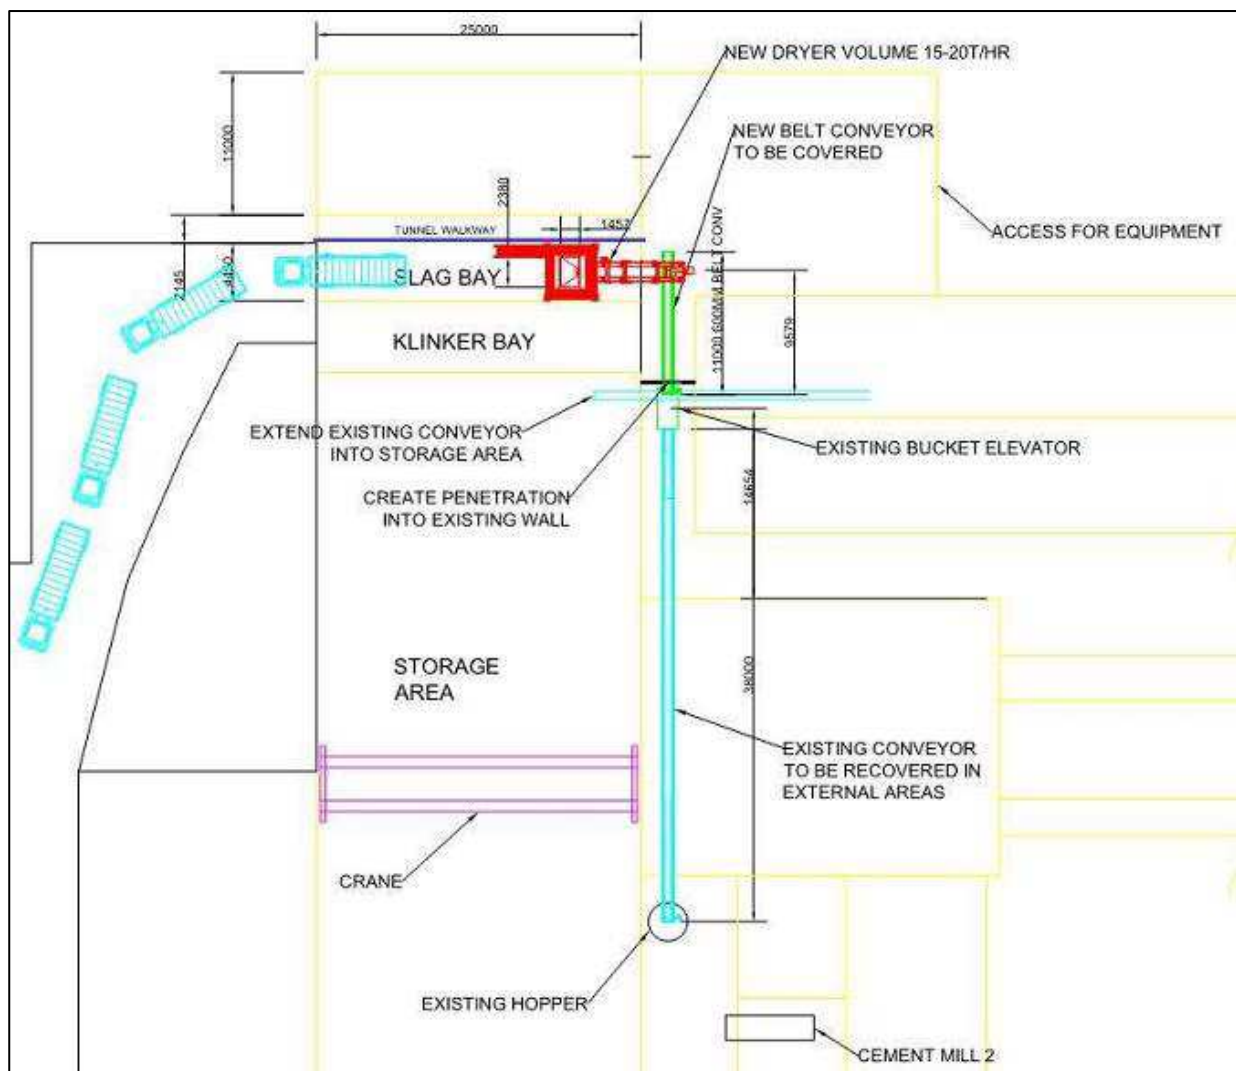 25000
NEW DRYER VOLUME 15-20T/HR
11000
NEW BELT CONVEYOR
TO BE COVERED
2380
1457
TUNNEL WALKWAY
ACCESS FOR EQUIPMENT
2145
4450
SLAG BAY
11000 600MM BELT CONV
9579
KLINKER BAY
EXTEND EXISTING CONVEYOR
INTO STORAGE AREA
EXISTING BUCKET ELEVATOR
CREATE PENETRATION
INTO EXISTING WALL
14654
STORAGE
AREA
38000
EXISTING CONVEYOR
TO BE RECOVERED IN
EXTERNAL AREAS
CRANE
EXISTING HOPPER
CEMENT MILL 2